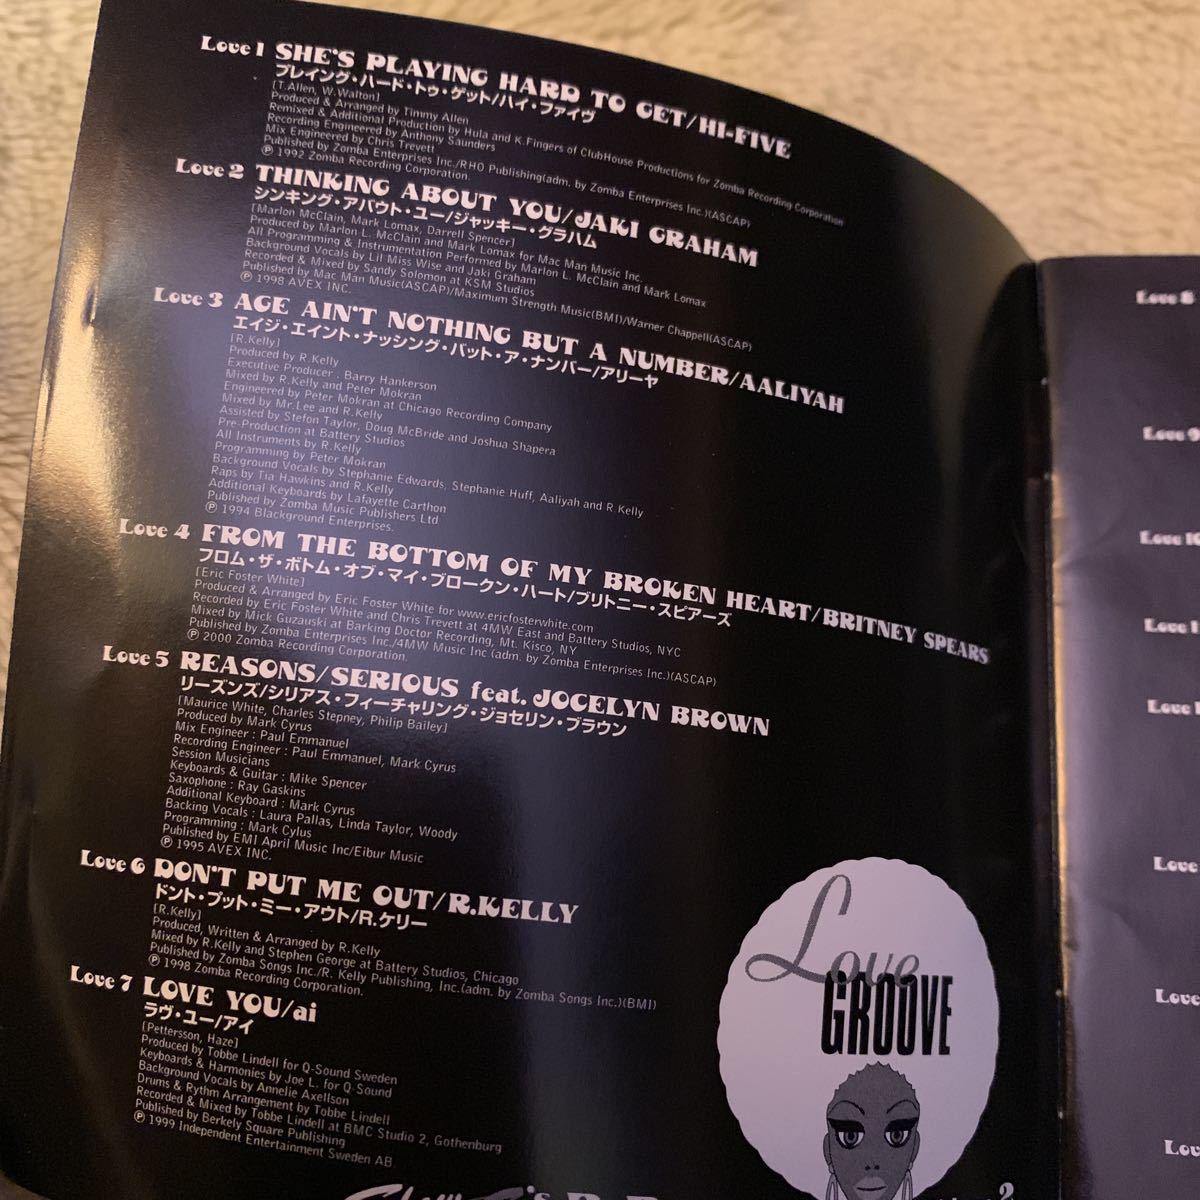 Love 1 SHE'S PLAYING HARD TO GET/HI-FIVE
プレイング・ハード・トゥ・ゲット/ハイ・ファイヴ
[T.Allen, W.Walton]
Produced & Arranged by Timmy Allen
Remixed & Additional Production by Hula and K.Fingers of ClubHouse Productions for Zomba Recording Corporation
Recording Engineered by Anthony Saunders
Mix Engineered by Chris Trevett
Published by Zomba Enterprises Inc./RHO Publishing(adm. by Zomba Enterprises Inc.)(ASCAP)
Ⓟ 1992 Zomba Recording Corporation.
Love 2 THINKING ABOUT YOU/JAKI GRAHAM
シンキング・アバウト・ユー/ジャッキー・グラハム
[Marlon McClain, Mark Lomax, Darrell Spencer]
Produced by Marlon L. McClain and Mark Lomax for Mac Man Music Inc.
All Programming & Instrumentation Performed by Marlon L. McClain and Mark Lomax
Background Vocals by Lil Miss Wise and Jaki Graham
Recorded & Mixed by Sandy Solomon at KSM Studios
Published by Mac Man Music(ASCAP)/Maximum Strength Music(BMI)/Warner Chappell(ASCAP)
Ⓟ 1998 AVEX INC.
Love 3 AGE AIN'T NOTHING BUT A NUMBER/AALIYAH
エイジ・エイント・ナッシング・バット・ア・ナンバー/アリーヤ
[R.Kelly]
Produced by R.Kelly
Executive Producer . Barry Hankerson
Mixed by R.Kelly and Peter Mokran
Engineered by Peter Mokran at Chicago Recording Company
Mixed by Mr.Lee and R.Kelly
Assisted by Stefon Taylor, Doug McBride and Joshua Shapera
Pre-Production at Battery Studios
All Instruments by R.Kelly
Programming by Peter Mokran
Background Vocals by Stephanie Edwards, Stephanie Huff, Aaliyah and R.Kelly
Raps by Tia Hawkins and R.Kelly
Additional Keyboards by Lafayette Carthon
Published by Zomba Music Publishers Ltd
Ⓟ 1994 Blackground Enterprises.
Love 4 FROM THE BOTTOM OF MY BROKEN HEART/BRITNEY SPEARS
フロム・ザ・ボトム・オブ・マイ・ブロークン・ハート/ブリトニー・スピアーズ
[Eric Foster White]
Produced & Arranged by Eric Foster White for www.ericfosterwhite.com
Recorded by Eric Foster White and Chris Trevett at 4MW East and Battery Studios, NYC
Mixed by Mick Guzauski at Barking Doctor Recording, Mt. Kisco, NY
Published by Zomba Enterprises Inc./4MW Music Inc (adm. by Zomba Enterprises Inc.)(ASCAP)
Ⓟ 2000 Zomba Recording Corporation.
Love 5 REASONS/SERIOUS feat. JOCELYN BROWN
リーズンズ/シリアス・フィーチャリング・ジョセリン・ブラウン
[Maurice White, Charles Stepney, Philip Bailey]
Produced by Mark Cyrus
Mix Engineer : Paul Emmanuel
Recording Engineer : Paul Emmanuel, Mark Cyrus
Session Musicians
Keyboards & Guitar : Mike Spencer
Saxophone : Ray Gaskins
Additional Keyboard : Mark Cyrus
Backing Vocals : Laura Pallas, Linda Taylor, Woody
Programming : Mark Cylus
Published by EMI April Music Inc/Eibur Music
Ⓟ 1995 AVEX INC.
Love 6 DON'T PUT ME OUT/R.KELLY
ドント・プット・ミー・アウト/R.ケリー
[R.Kelly]
Produced, Written & Arranged by R.Kelly
Mixed by R.Kelly and Stephen George at Battery Studios, Chicago
Published by Zomba Songs Inc./R. Kelly Publishing, Inc.(adm. by Zomba Songs Inc.)(BMI)
Ⓟ 1998 Zomba Recording Corporation.
Love 7 LOVE YOU/ai
ラヴ・ユー/アイ
[Pettersson, Haze]
Produced by Tobbe Lindell for Q-Sound Sweden
Keyboards & Harmonies by Joe L. for Q-Sound
Background Vocals by Annelie Axellson
Drums & Rythm Arrangement by Tobbe Lindell
Recorded & Mixed by Tobbe Lindell at BMC Studio 2, Gothenburg
Published by Berkely Square Publishing
Ⓟ 1999 Independent Entertainment Sweden AB
Love
GROOVE
2
Love 8
Love 9
Love 10
Love 1
Love 1
Love
Love
Love